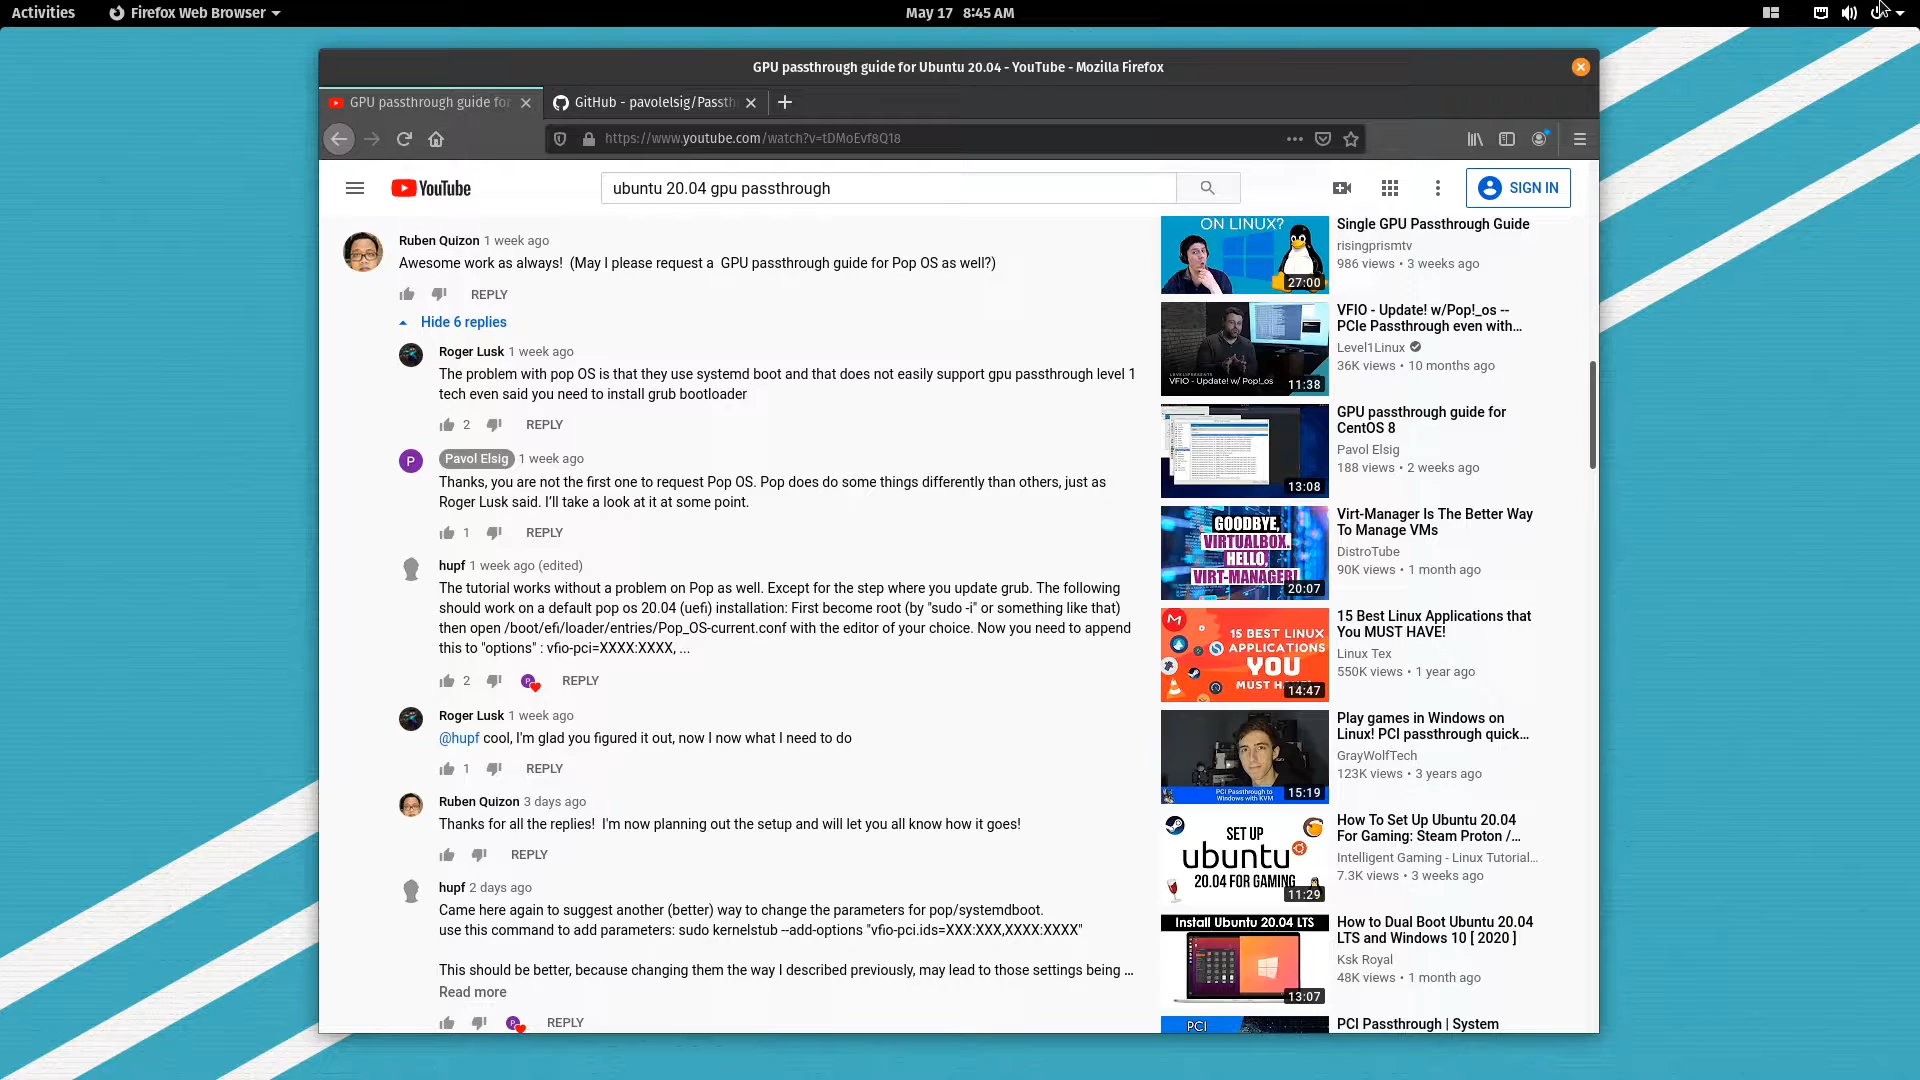 Activities
Firefox Web Browser
May 17 8:45 AM
GPU passthrough guide for Ubuntu 20.04 - YouTube - Mozilla Firefox
GPU passthrough guide for
GitHub - pavolelsig/Passth
https://www.youtube.com/watch?v=tDMoEvf8Q18
YouTube
ubuntu 20.04 gpu passthrough
SIGN IN
Ruben Quizon 1 week ago
Awesome work as always!  (May I please request a  GPU passthrough guide for Pop OS as well?)
REPLY
Hide 6 replies
Roger Lusk 1 week ago
The problem with pop OS is that they use systemd boot and that does not easily support gpu passthrough level 1
tech even said you need to install grub bootloader
2 REPLY
P
Pavol Elsig 1 week ago
Thanks, you are not the first one to request Pop OS. Pop does do some things differently than others, just as
Roger Lusk said. I'll take a look at it at some point.
1 REPLY
hupf 1 week ago (edited)
The tutorial works without a problem on Pop as well. Except for the step where you update grub. The following
should work on a default pop os 20.04 (uefi) installation: First become root (by "sudo -i" or something like that)
then open /boot/efi/loader/entries/Pop_OS-current.conf with the editor of your choice. Now you need to append
this to "options" : vfio-pci=XXXX:XXXX, ...
2 REPLY
Roger Lusk 1 week ago
@hupf cool, I'm glad you figured it out, now I now what I need to do
1 REPLY
Ruben Quizon 3 days ago
Thanks for all the replies!  I'm now planning out the setup and will let you all know how it goes!
REPLY
hupf 2 days ago
Came here again to suggest another (better) way to change the parameters for pop/systemdboot.
use this command to add parameters: sudo kernelstub --add-options "vfio-pci.ids=XXX:XXX,XXXX:XXXX"
This should be better, because changing them the way I described previously, may lead to those settings being ...
Read more
REPLY
ON LINUX?
27:00
Single GPU Passthrough Guide
risingprismtv
986 views • 3 weeks ago
VFIO - Update! w/ Pop!_os
11:38
VFIO - Update! w/Pop!_os --
PCIe Passthrough even with...
Level1Linux
36K views • 10 months ago
13:08
GPU passthrough guide for
CentOS 8
Pavol Elsig
188 views • 2 weeks ago
GOODBYE,
VIRTUALBOX.
HELLO,
VIRT-MANAGER!
20:07
Virt-Manager Is The Better Way
To Manage VMs
DistroTube
90K views • 1 month ago
15 BEST LINUX
APPLICATIONS
YOU
MUST HAVE!
14:47
15 Best Linux Applications that
You MUST HAVE!
Linux Tex
550K views • 1 year ago
PCI Passthrough to
Windows with KVM
15:19
Play games in Windows on
Linux! PCI passthrough quick...
GrayWolfTech
123K views • 3 years ago
SET UP
ubuntu
20.04 FOR GAMING
11:29
How To Set Up Ubuntu 20.04
For Gaming: Steam Proton /...
Intelligent Gaming - Linux Tutorial...
7.3K views • 3 weeks ago
Install Ubuntu 20.04 LTS
13:07
How to Dual Boot Ubuntu 20.04
LTS and Windows 10 [ 2020 ]
Ksk Royal
48K views • 1 month ago
PCI
PCI Passthrough | System